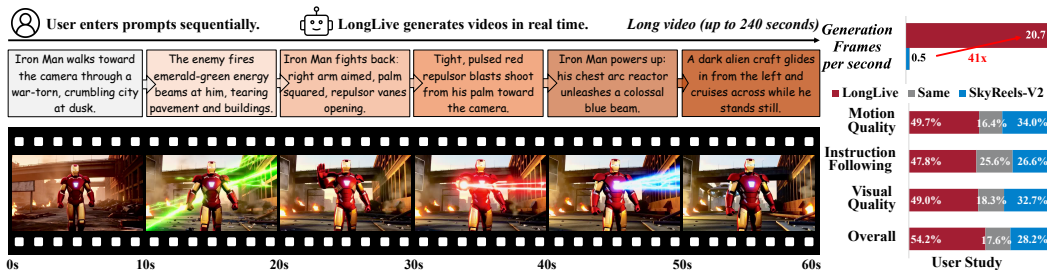 User enters prompts sequentially.
LongLive generates videos in real time.
Long video (up to 240 seconds)
Iron Man walks toward
the camera through a
war-torn, crumbling city
at dusk.
The enemy fires
emerald-green energy
beams at him, tearing
pavement and buildings.
Iron Man fights back:
right arm aimed, palm
squared, repulsor vanes
opening.
Tight, pulsed red
repulsor blasts shoot
from his palm toward
the camera.
Iron Man powers up:
his chest arc reactor
unleashes a colossal
blue beam.
A dark alien craft glides
in from the left and
cruises across while he
stands still.
0s
10s
20s
30s
40s
50s
60s
Generation
Frames
per second
20.7
0.5
41x
LongLive
Same
SkyReels-V2
Motion
Quality
49.7%
16.4%
34.0%
Instruction
Following
47.8%
25.6%
26.6%
Visual
Quality
49.0%
18.3%
32.7%
Overall
54.2%
17.6%
28.2%
User Study